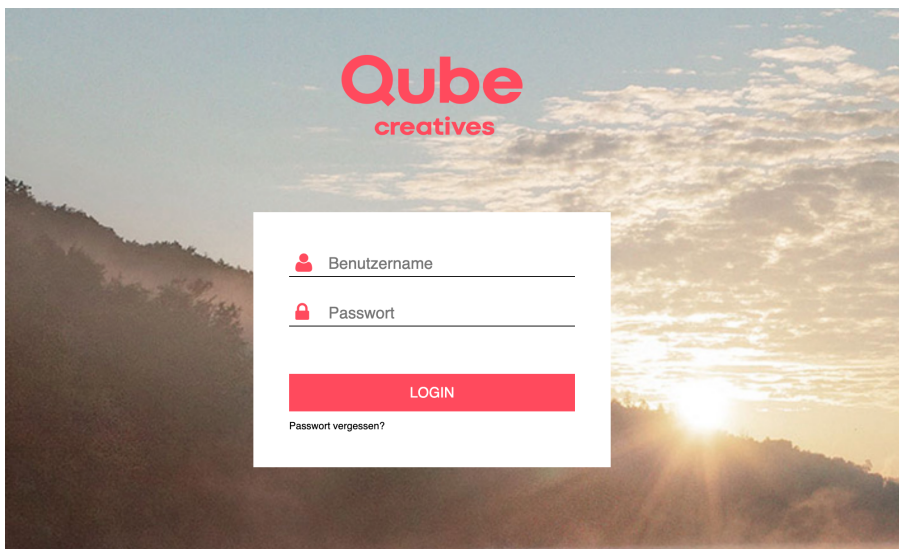 Qube
creatives
Benutzername
Passwort
LOGIN
Passwort vergessen?